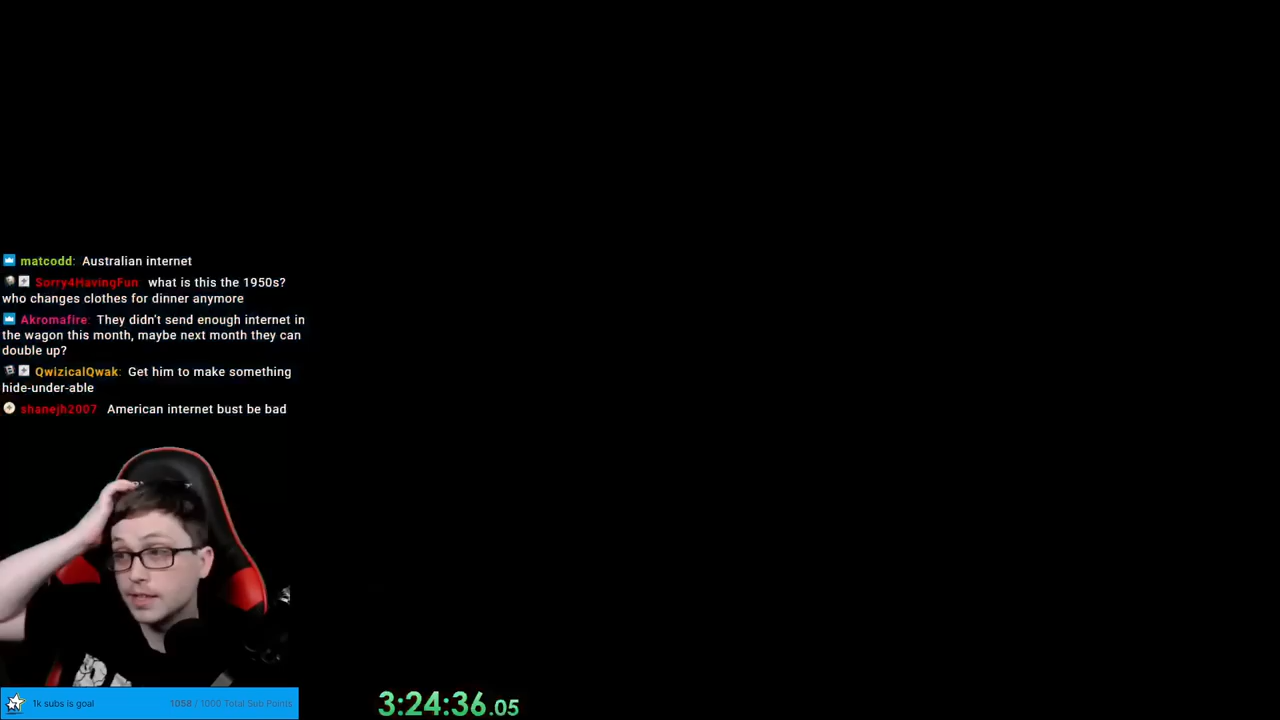 matcodd: Australian internet
Sorry4HavingFun what is this the 1950s?
who changes clothes for dinner anymore
Akromafire: They didn't send enough internet in
the wagon this month, maybe next month they can
double up?
QwizicalQwak: Get him to make something
hide-under-able
shanejh2007 American internet bust be bad
1k subs is goal 1058 / 1000 Total Sub Points
3:24:36.05